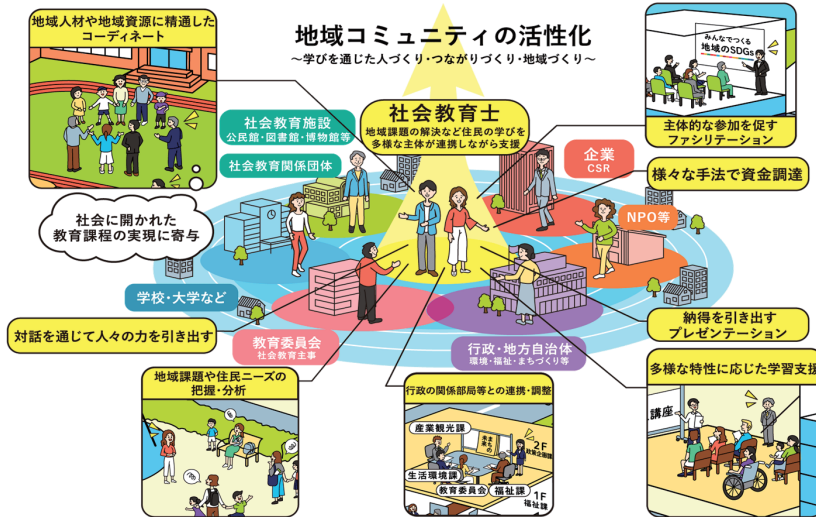 地域人材や地域資源に精通した
コーディネート
地域コミュニティの活性化
～学びを通じた人づくり・つながりづくり・地域づくり～
みんなでつくる
地域のSDGs
主体的な参加を促す
ファシリテーション
社会教育士
地域課題の解決など住民の学びを
多様な主体が連携しながら支援
社会教育施設
公民館・図書館・博物館等
社会教育関係団体
企業
CSR
様々な手法で資金調達
社会に開かれた
教育課程の実現に寄与
NPO等
学校・大学など
対話を通じて人々の力を引き出す
教育委員会
社会教育主事
行政・地方自治体
環境・福祉・まちづくり等
納得を引き出す
プレゼンテーション
地域課題や住民ニーズの
把握・分析
行政の関係部局等との連携・調整
産業観光課
まちの
未来
2F
政策企画課
生活環境課
教育委員会
福祉課
1F
福祉課
多様な特性に応じた学習支援
講座